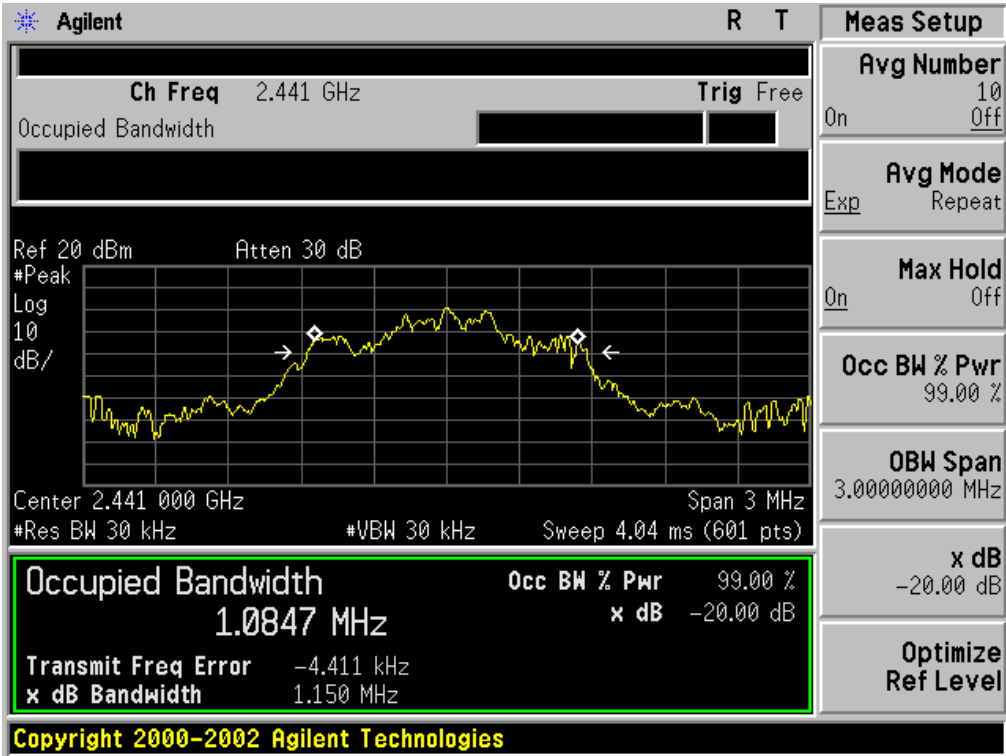 Agilent R T
Meas Setup
Ch Freq 2.441 GHz Trig Free
Occupied Bandwidth
Avg Number
10
On Off
Avg Mode
Exp Repeat
Max Hold
On Off
Occ BW % Pwr
99.00 %
OBW Span
3.00000000 MHz
x dB
-20.00 dB
Optimize
Ref Level
Ref 20 dBm Atten 30 dB
#Peak
Log
10
dB/
Center 2.441 000 GHz Span 3 MHz
#Res BW 30 kHz #VBW 30 kHz Sweep 4.04 ms (601 pts)
Occupied Bandwidth Occ BW % Pwr 99.00 %
1.0847 MHz x dB -20.00 dB
Transmit Freq Error -4.411 kHz
x dB Bandwidth 1.150 MHz
Copyright 2000-2002 Agilent Technologies